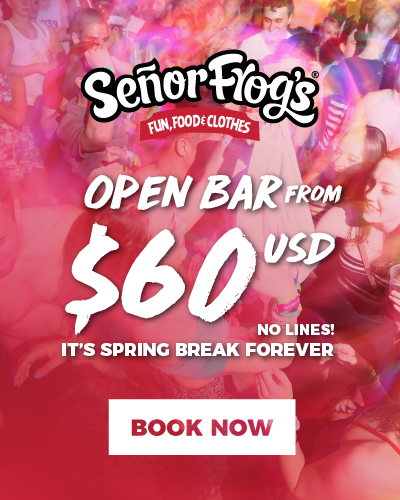 Señor Frog's®
FUN, FOOD & CLOTHES
OPEN BAR FROM
$60 USD
NO LINES!
IT'S SPRING BREAK FOREVER
BOOK NOW